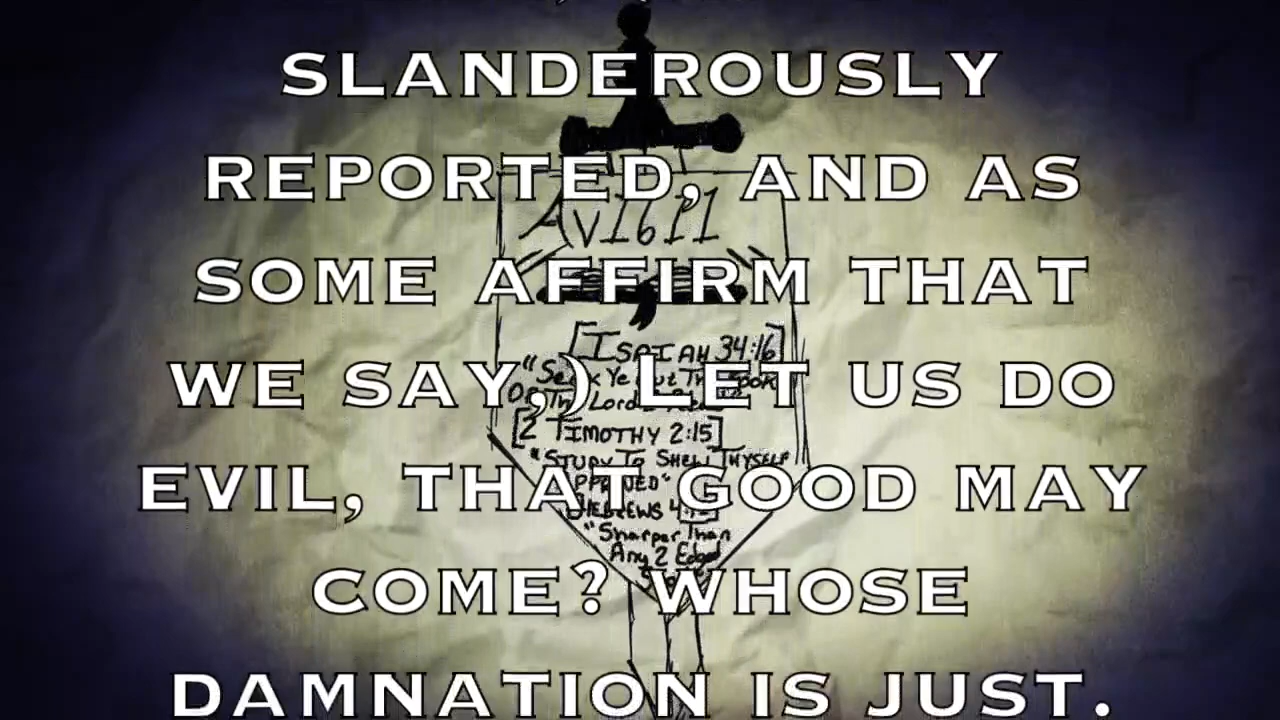 SLANDEROUSLY
REPORTED, AND AS
AV1611
SOME AFFIRM THAT
[ISAIAH 34:16]
WE SAY,) LET US DO
"Seek Ye Out The Book
Of The Lord
[2 TIMOTHY 2:15]
"STUDY TO SHEW THYSELF
APPROVED"
EVIL, THAT GOOD MAY
HEBREWS
"Sharper Than
Any 2 Edged
COME? WHOSE
DAMNATION IS JUST.